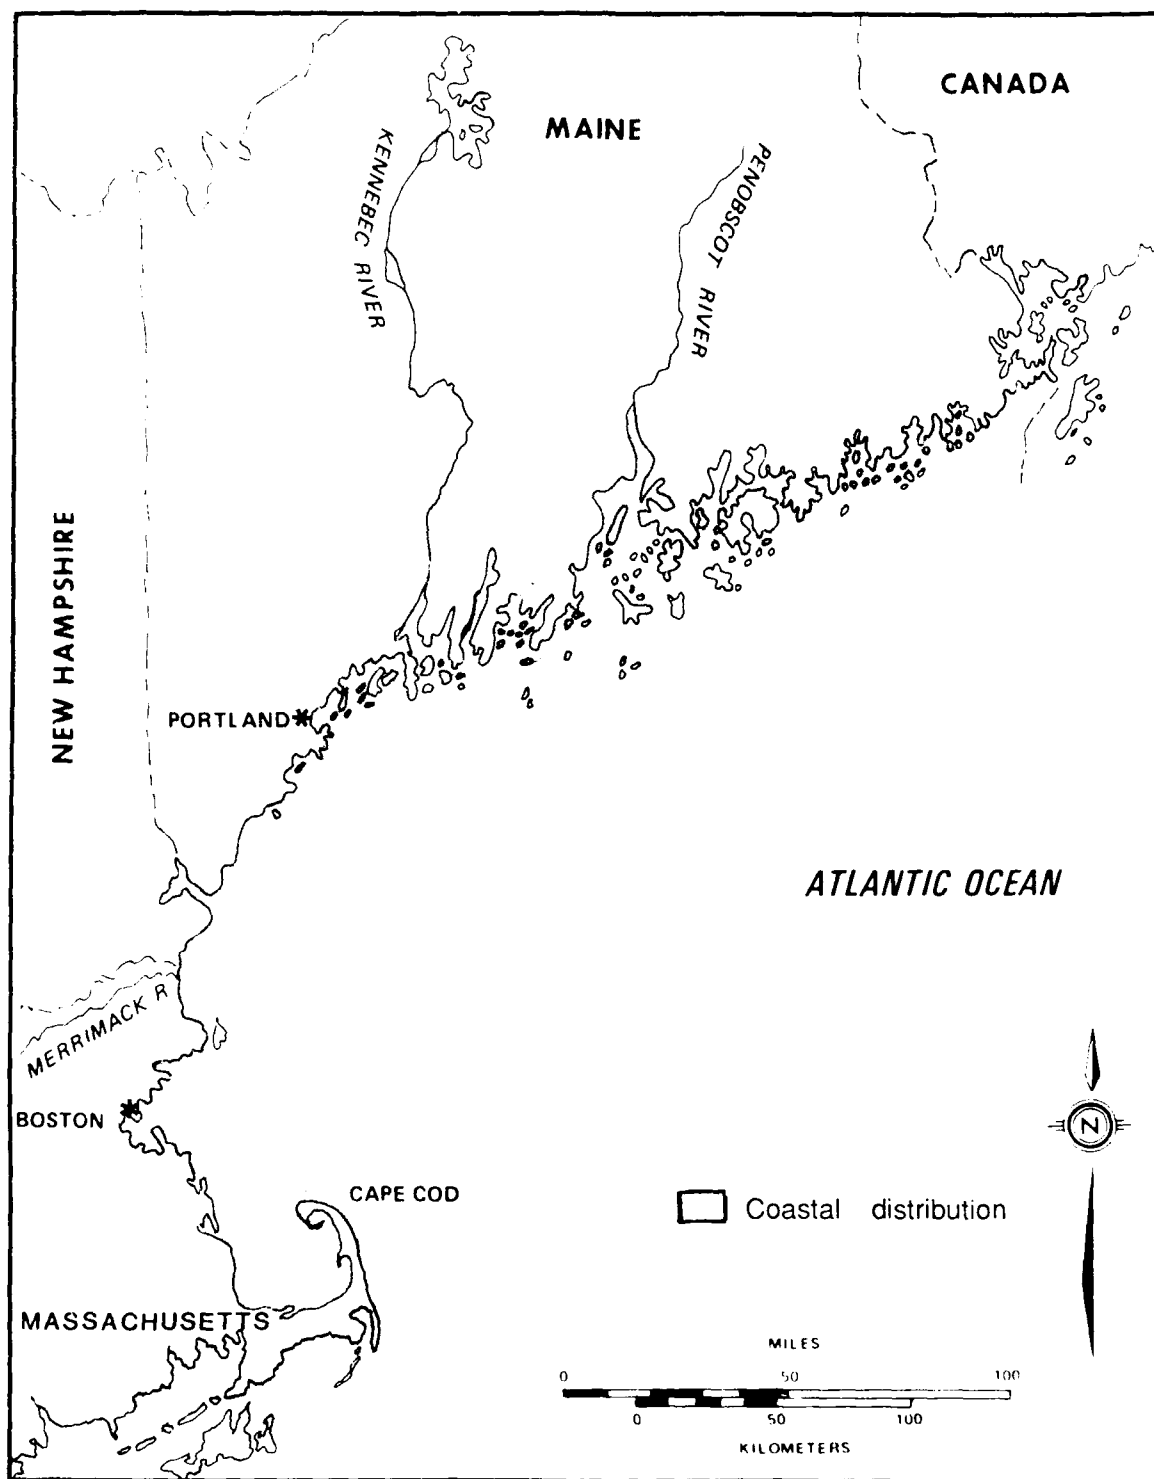 CANADA
MAINE
KENNEBEC RIVER
PENOBSCOT RIVER
NEW HAMPSHIRE
PORTLAND
ATLANTIC OCEAN
MERRIMACK R
BOSTON
N
CAPE COD
Coastal distribution
MASSACHUSETTS
MILES
0 50 100
0 50 100
KILOMETERS